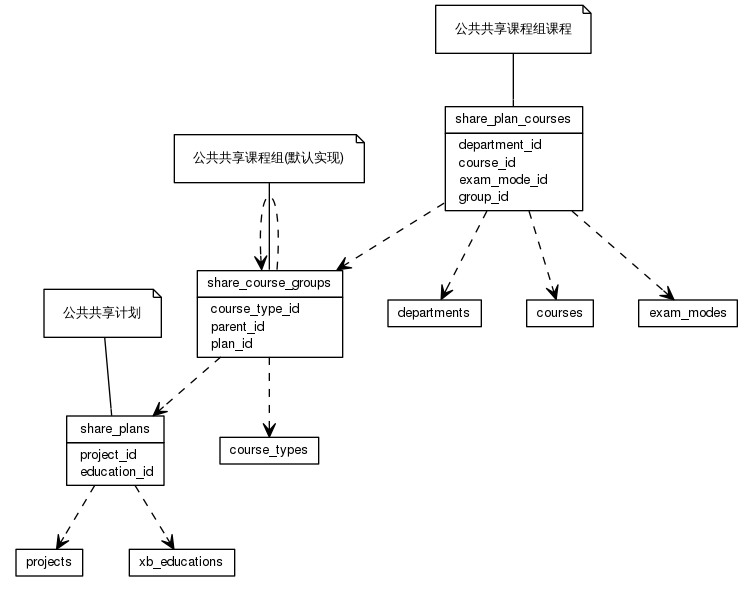 公共共享课程组课程
share_plan_courses
department_id
course_id
exam_mode_id
group_id
公共共享课程组(默认实现)
share_course_groups
course_type_id
parent_id
plan_id
departments
courses
exam_modes
公共共享计划
share_plans
project_id
education_id
course_types
projects
xb_educations